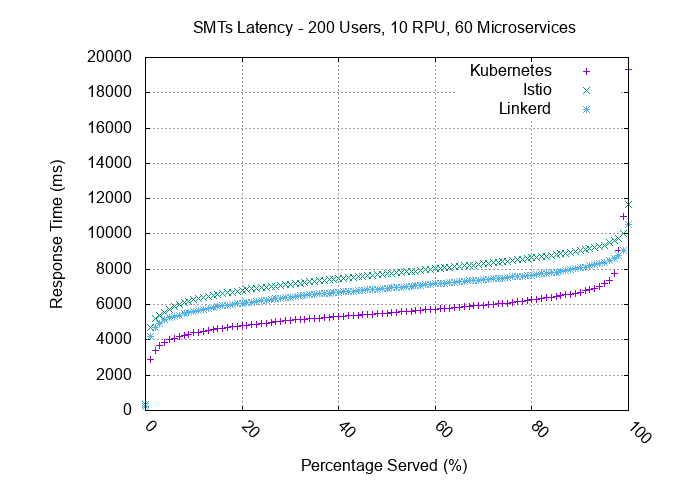 SMTs Latency - 200 Users, 10 RPU, 60 Microservices
20000
18000
16000
14000
12000
10000
8000
6000
4000
2000
0
Response Time (ms)
Kubernetes
Istio
Linkerd
0
20
40
60
80
100
Percentage Served (%)